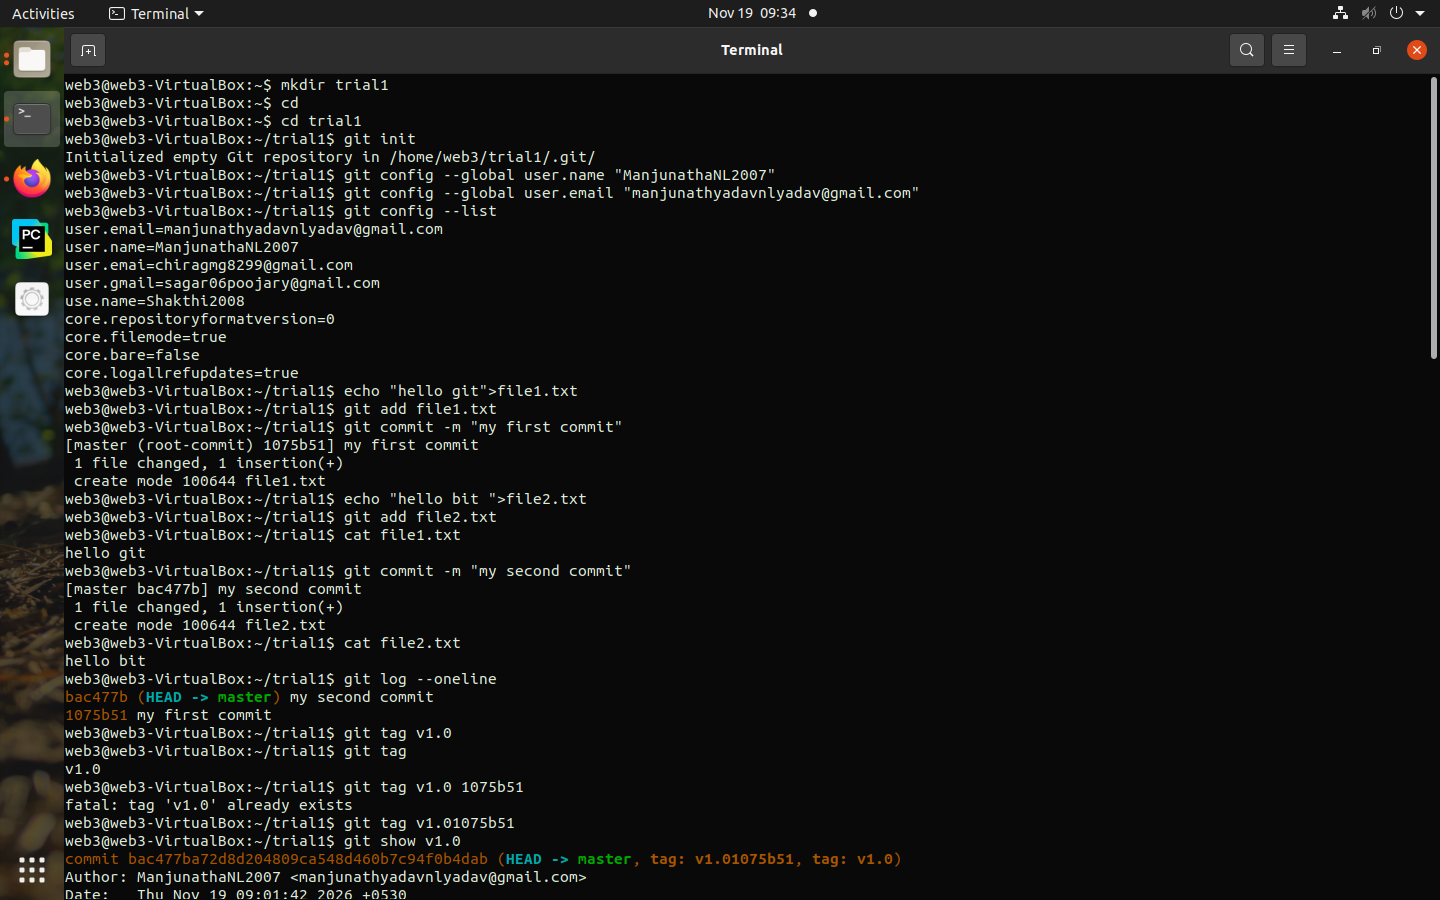 Activities
Terminal
Nov 19 09:34
Terminal
web3@web3-VirtualBox:~$ mkdir trial1
web3@web3-VirtualBox:~$ cd
web3@web3-VirtualBox:~$ cd trial1
web3@web3-VirtualBox:~/trial1$ git init
Initialized empty Git repository in /home/web3/trial1/.git/
web3@web3-VirtualBox:~/trial1$ git config --global user.name "ManjunathaNL2007"
web3@web3-VirtualBox:~/trial1$ git config --global user.email "manjunathyadavnlyadav@gmail.com"
web3@web3-VirtualBox:~/trial1$ git config --list
user.email=manjunathyadavnlyadav@gmail.com
user.name=ManjunathaNL2007
user.emai=chiragmg8299@gmail.com
user.gmail=sagar06poojary@gmail.com
use.name=Shakthi2008
core.repositoryformatversion=0
core.filemode=true
core.bare=false
core.logallrefupdates=true
web3@web3-VirtualBox:~/trial1$ echo "hello git">file1.txt
web3@web3-VirtualBox:~/trial1$ git add file1.txt
web3@web3-VirtualBox:~/trial1$ git commit -m "my first commit"
[master (root-commit) 1075b51] my first commit
 1 file changed, 1 insertion(+)
 create mode 100644 file1.txt
web3@web3-VirtualBox:~/trial1$ echo "hello bit ">file2.txt
web3@web3-VirtualBox:~/trial1$ git add file2.txt
web3@web3-VirtualBox:~/trial1$ cat file1.txt
hello git
web3@web3-VirtualBox:~/trial1$ git commit -m "my second commit"
[master bac477b] my second commit
 1 file changed, 1 insertion(+)
 create mode 100644 file2.txt
web3@web3-VirtualBox:~/trial1$ cat file2.txt
hello bit
web3@web3-VirtualBox:~/trial1$ git log --oneline
bac477b (HEAD -> master) my second commit
1075b51 my first commit
web3@web3-VirtualBox:~/trial1$ git tag v1.0
web3@web3-VirtualBox:~/trial1$ git tag
v1.0
web3@web3-VirtualBox:~/trial1$ git tag v1.0 1075b51
fatal: tag 'v1.0' already exists
web3@web3-VirtualBox:~/trial1$ git tag v1.01075b51
web3@web3-VirtualBox:~/trial1$ git show v1.0
commit bac477ba72d8d204809ca548d460b7c94f0b4dab (HEAD -> master, tag: v1.01075b51, tag: v1.0)
Author: ManjunathaNL2007 <manjunathyadavnlyadav@gmail.com>
Date:   Thu Nov 19 09:01:42 2026 +0530
>_
PC